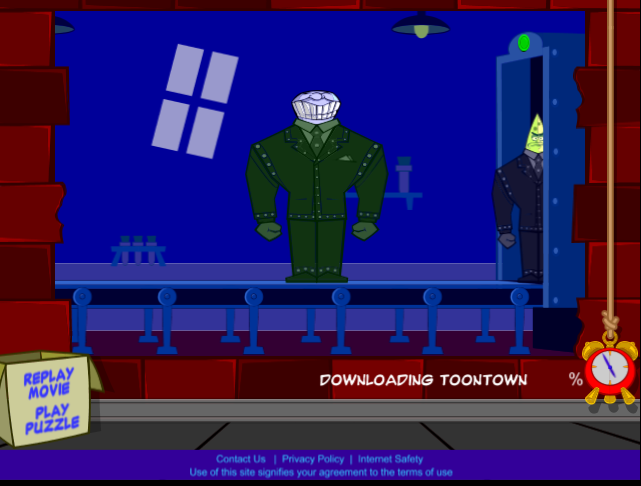 DOWNLOADING TOONTOWN %
REPLAY
MOVIE
PLAY
PUZZLE
Contact Us | Privacy Policy | Internet Safety
Use of this site signifies your agreement to the terms of use